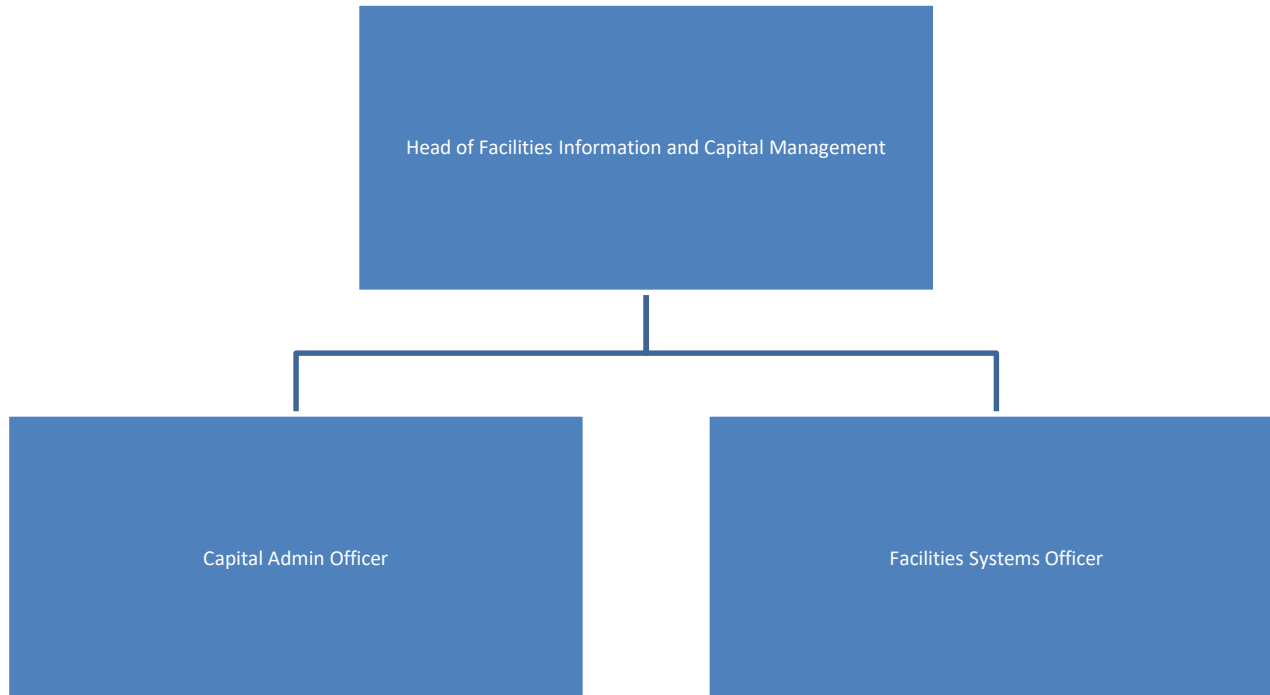 Head of Facilities Information and Capital Management
Capital Admin Officer
Facilities Systems Officer